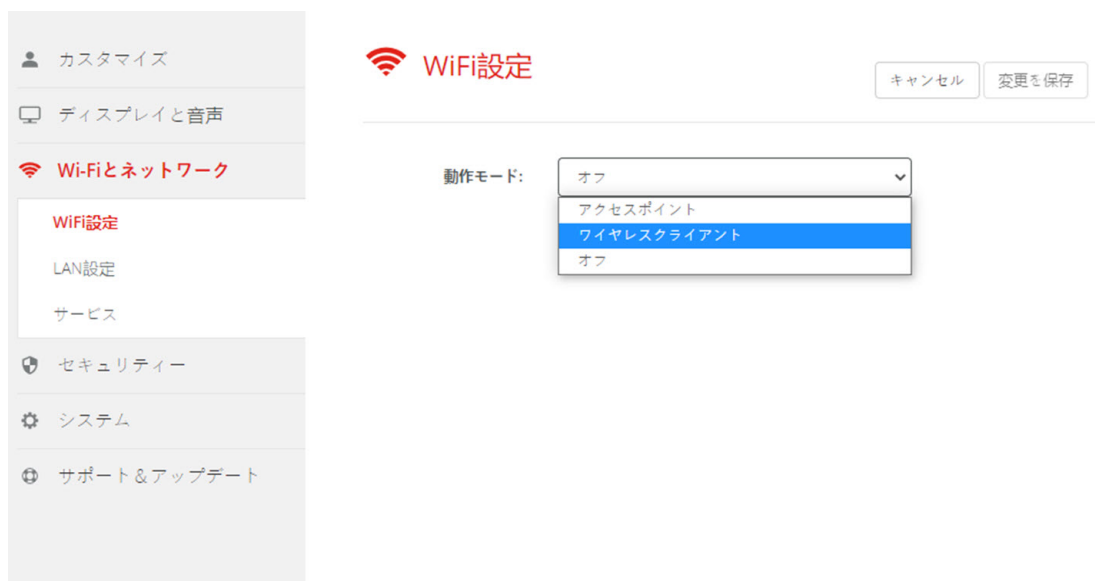 カスタマイズ
ディスプレイと音声
Wi-Fiとネットワーク
WiFi設定
LAN設定
サービス
セキュリティー
システム
サポート＆アップデート
WiFi設定
キャンセル
変更を保存
動作モード:
オフ
アクセスポイント
ワイヤレスクライアント
オフ